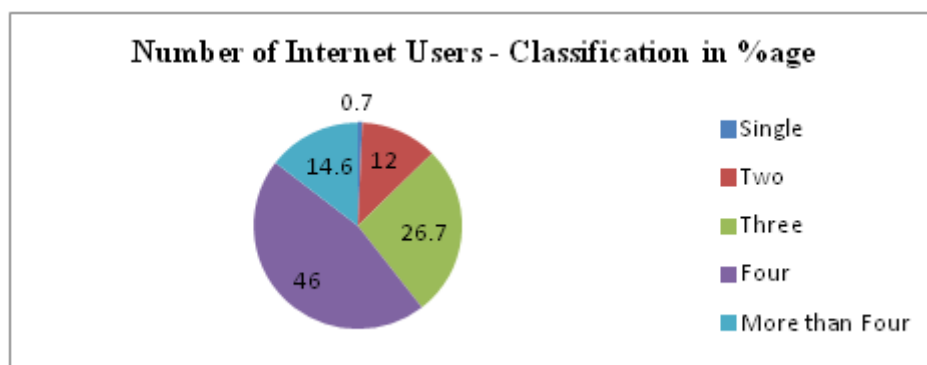 Number of Internet Users - Classification in %age
0.7
14.6
12
26.7
46
Single
Two
Three
Four
More than Four